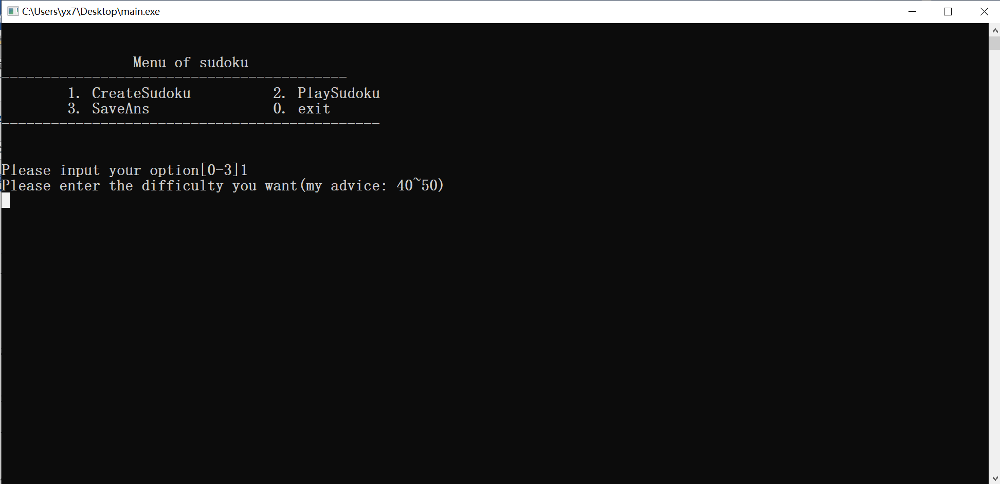 C:\Users\yx7\Desktop\main.exe
Menu of sudoku
------------------------------------------
1. CreateSudoku 2. PlaySudoku
3. SaveAns 0. exit
----------------------------------------------
Please input your option[0-3]1
Please enter the difficulty you want(my advice: 40~50)